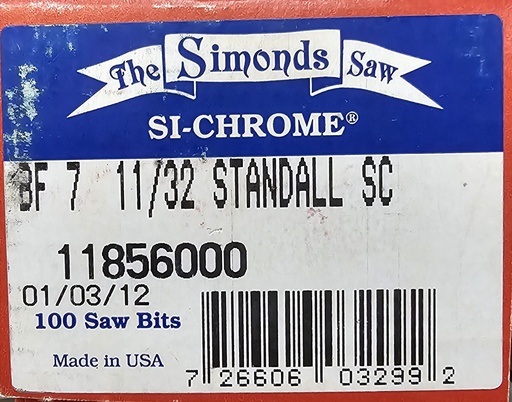 The Simonds Saw
SI-CHROME®
BF 7 11/32 STANDALL SC
11856000
01/03/12
100 Saw Bits
Made in USA
7 26606 03299 2